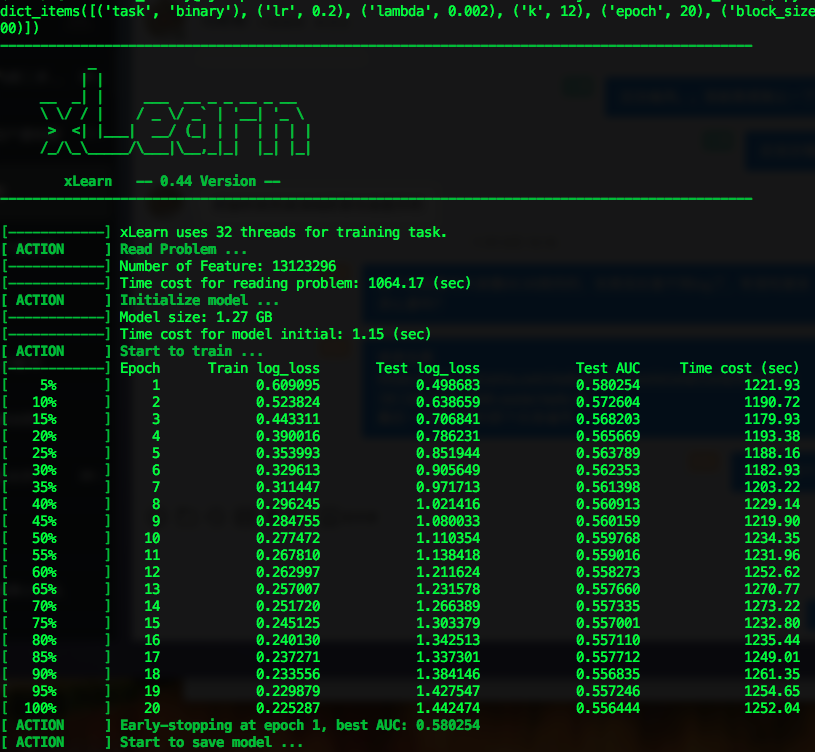 dict_items([('task', 'binary'), ('lr', 0.2), ('lambda', 0.002), ('k', 12), ('epoch', 20), ('block_size
00)])
xLearn
xLearn -- 0.44 Version --
[------------] xLearn uses 32 threads for training task.
[ ACTION ] Read Problem ...
[------------] Number of Feature: 13123296
[------------] Time cost for reading problem: 1064.17 (sec)
[ ACTION ] Initialize model ...
[------------] Model size: 1.27 GB
[------------] Time cost for model initial: 1.15 (sec)
[ ACTION ] Start to train ...
[------------] Epoch Train log_loss Test log_loss Test AUC Time cost (sec)
[ 5% ] 1 0.609095 0.498683 0.580254 1221.93
[ 10% ] 2 0.523824 0.638659 0.572604 1190.72
[ 15% ] 3 0.443311 0.706841 0.568203 1179.93
[ 20% ] 4 0.390016 0.786231 0.565669 1193.38
[ 25% ] 5 0.353993 0.851944 0.563789 1188.16
[ 30% ] 6 0.329613 0.905649 0.562353 1182.93
[ 35% ] 7 0.311447 0.971713 0.561398 1203.22
[ 40% ] 8 0.296245 1.021416 0.560913 1229.14
[ 45% ] 9 0.284755 1.080033 0.560159 1219.90
[ 50% ] 10 0.277472 1.110354 0.559768 1234.35
[ 55% ] 11 0.267810 1.138418 0.559016 1231.96
[ 60% ] 12 0.262997 1.211624 0.558273 1252.62
[ 65% ] 13 0.257007 1.231578 0.557660 1270.77
[ 70% ] 14 0.251720 1.266389 0.557335 1273.22
[ 75% ] 15 0.245125 1.303379 0.557001 1232.80
[ 80% ] 16 0.240130 1.342513 0.557110 1235.44
[ 85% ] 17 0.237271 1.337301 0.557712 1249.01
[ 90% ] 18 0.233556 1.384146 0.556835 1261.35
[ 95% ] 19 0.229879 1.427547 0.557246 1254.65
[ 100% ] 20 0.225287 1.442474 0.556444 1252.04
[ ACTION ] Early-stopping at epoch 1, best AUC: 0.580254
[ ACTION ] Start to save model ...